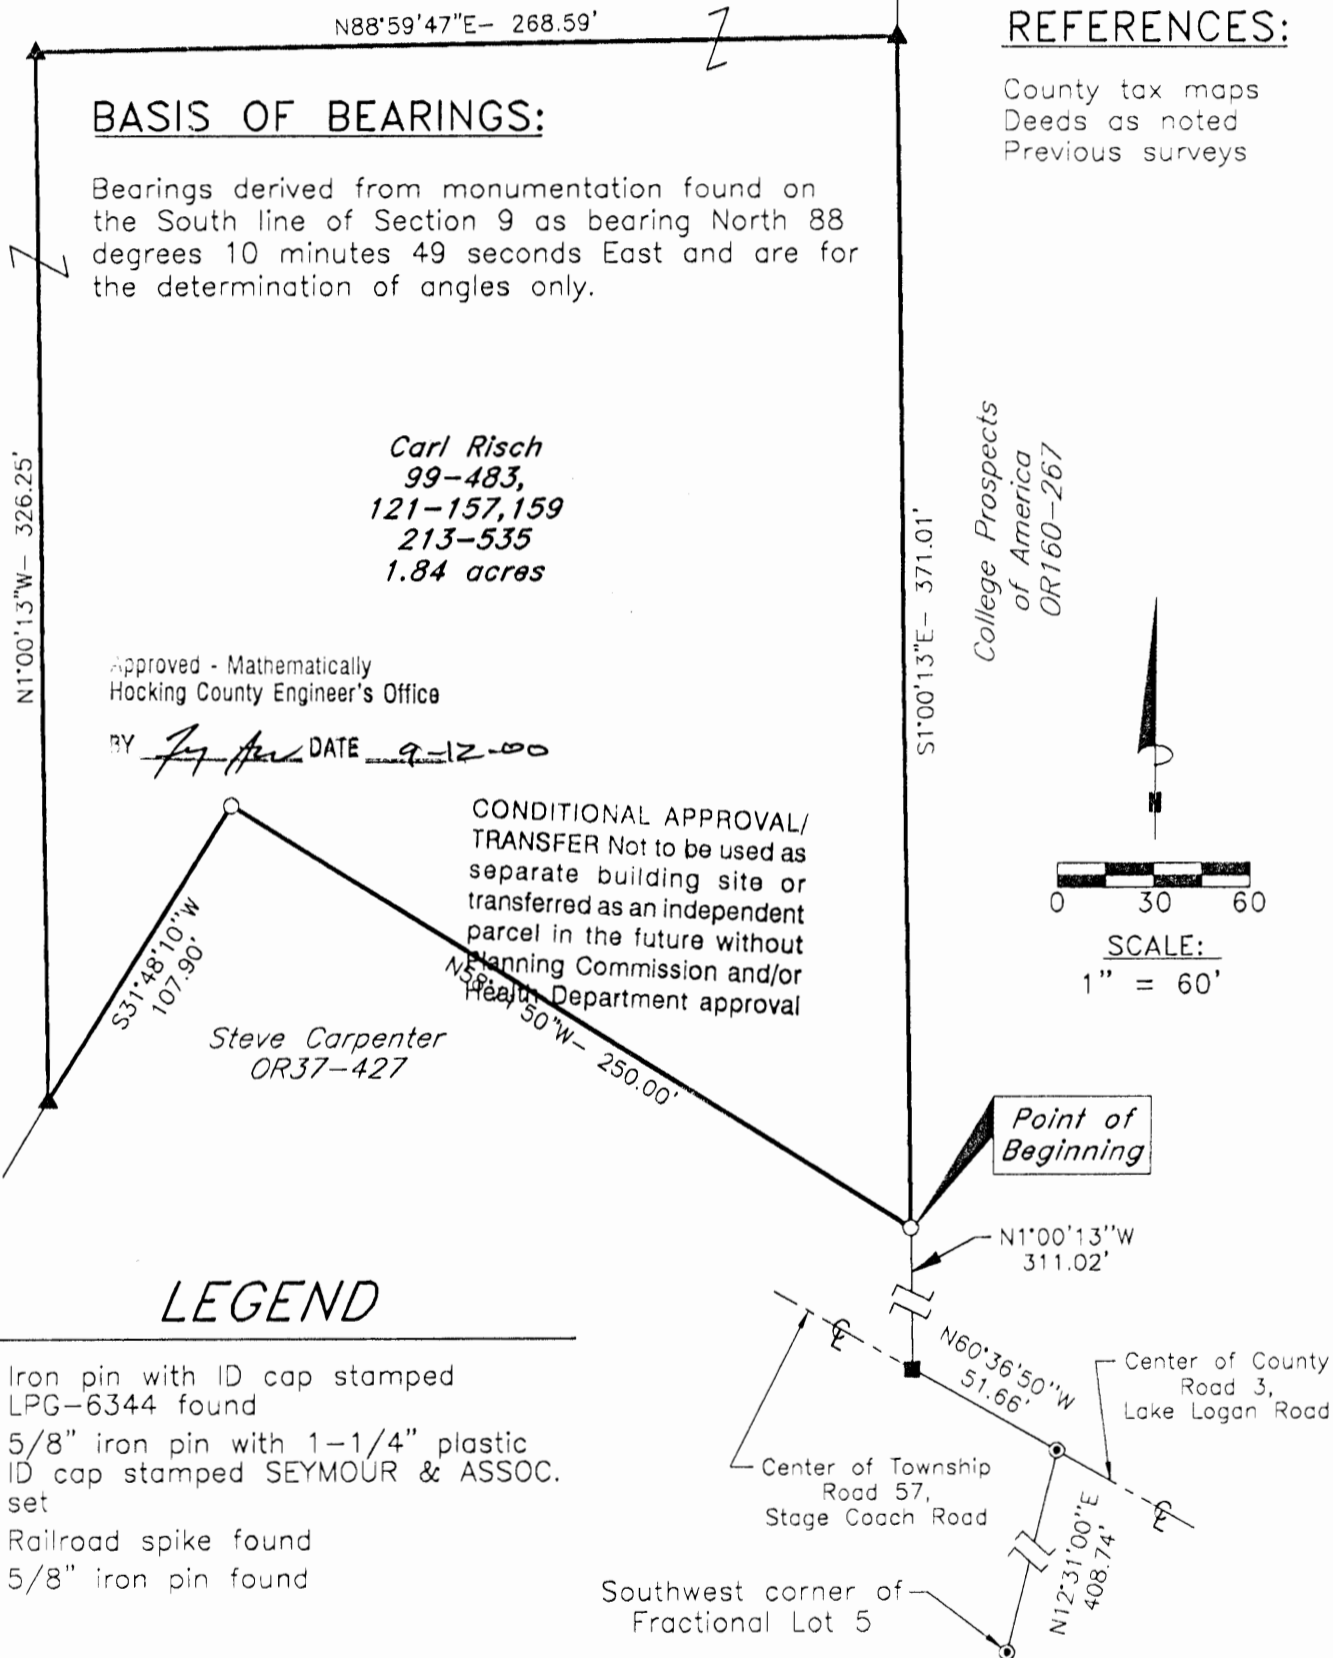 N88°59'47"E- 268.59'
REFERENCES:
County tax maps
Deeds as noted
Previous surveys
BASIS OF BEARINGS:
Bearings derived from monumentation found on
the South line of Section 9 as bearing North 88
degrees 10 minutes 49 seconds East and are for
the determination of angles only.
N1°00'13"W- 326.25'
Carl Risch
99-483,
121-157,159
213-535
1.84 acres
S1°00'13"E- 371.01'
College Prospects
of America
OR160-267
Approved - Mathematically
Hocking County Engineer's Office
BY DATE 9-12-00
CONDITIONAL APPROVAL/
TRANSFER Not to be used as
separate building site or
transferred as an independent
parcel in the future without
Planning Commission and/or
Health Department approval
N
0 30 60
SCALE:
1" = 60'
S31°48'10"W
107.90'
50"W- 250.00'
Steve Carpenter
OR37-427
Point of
Beginning
N1°00'13"W
311.02'
LEGEND
Iron pin with ID cap stamped
LPG-6344 found
5/8" iron pin with 1-1/4" plastic
ID cap stamped SEYMOUR & ASSOC.
set
Railroad spike found
5/8" iron pin found
N60°36'50"W
51.66'
Center of County
Road 3,
Lake Logan Road
Center of Township
Road 57,
Stage Coach Road
N12°31'00"E
408.74'
Southwest corner of
Fractional Lot 5